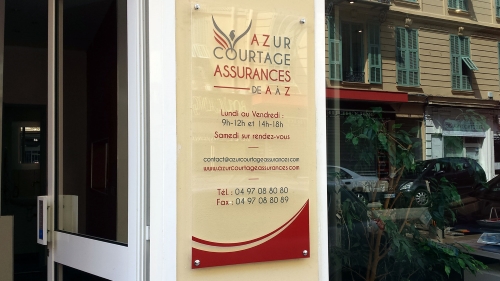 AZUR
COURTAGE
ASSURANCES
DE A À Z
Lundi au Vendredi :
9h-12h et 14h-18h
Samedi sur rendez-vous
contact@azurcourtageassurances.com
www.azurcourtageassurances.com
Tél. : 04 97 08 80 80
Fax : 04 97 08 80 89